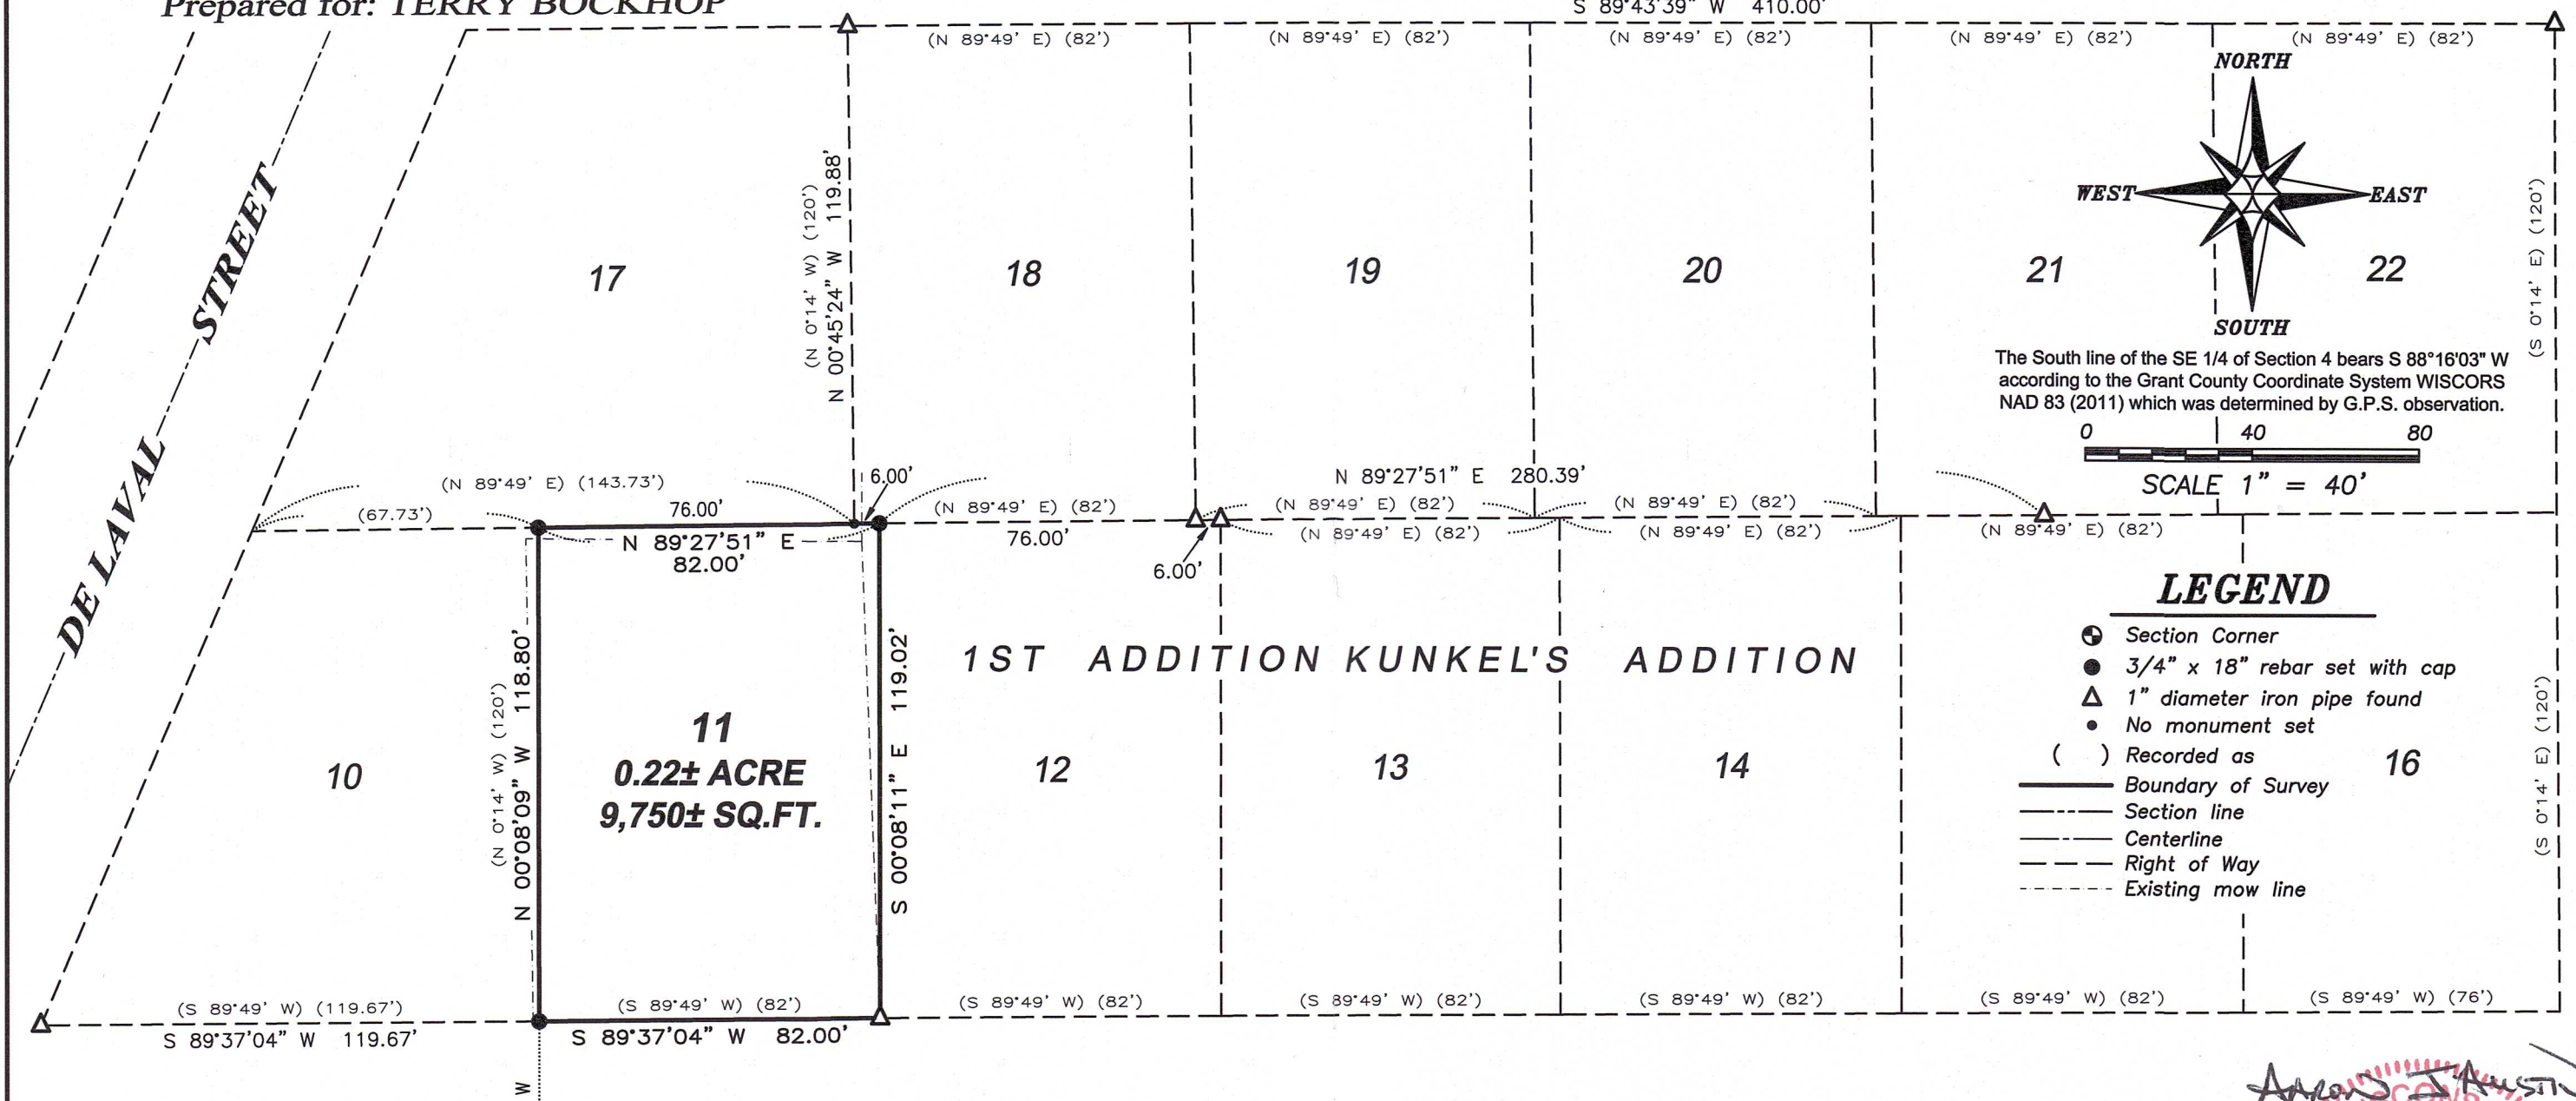 Prepared for: TERRY BOCKHOP
S 89°43'39" W 410.00'
(N 89°49' E) (82')
(N 89°49' E) (82')
(N 89°49' E) (82')
(N 89°49' E) (82')
(N 89°49' E) (82')
NORTH
WEST
EAST
SOUTH
DE LAVAL STREET
17
18
19
20
21
22
(N 0°14' W) (120')
N 00°45'24" W 119.88'
(S 0°14' E) (120')
The South line of the SE 1/4 of Section 4 bears S 88°16'03" W
according to the Grant County Coordinate System WISCORS
NAD 83 (2011) which was determined by G.P.S. observation.
0 40 80
SCALE 1" = 40'
(N 89°49' E) (143.73')
6.00'
N 89°27'51" E 280.39'
(67.73')
76.00'
(N 89°49' E) (82')
(N 89°49' E) (82')
(N 89°49' E) (82')
N 89°27'51" E
82.00'
76.00'
6.00'
(N 89°49' E) (82')
(N 89°49' E) (82')
(N 89°49' E) (82')
LEGEND
Section Corner
3/4" x 18" rebar set with cap
1" diameter iron pipe found
No monument set
( ) Recorded as
Boundary of Survey
Section line
Centerline
Right of Way
Existing mow line
1ST ADDITION KUNKEL'S ADDITION
(N 0°14' W) (120')
N 00°08'09" W 118.80'
S 00°08'11" E 119.02'
(S 0°14' E) (120')
10
11
0.22± ACRE
9,750± SQ.FT.
12
13
14
16
(S 89°49' W) (119.67')
(S 89°49' W) (82')
(S 89°49' W) (82')
(S 89°49' W) (82')
(S 89°49' W) (82')
(S 89°49' W) (82')
(S 89°49' W) (76')
S 89°37'04" W 119.67'
S 89°37'04" W 82.00'
W
Aaron J Austin